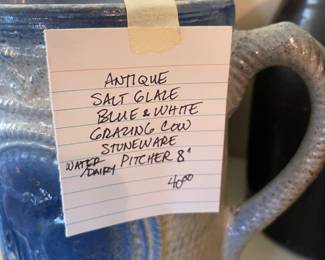 ANTIQUE
SALT GLAZE
BLUE & WHITE
GRAZING COW
STONEWARE
WATER/DAIRY PITCHER 8"
40.00